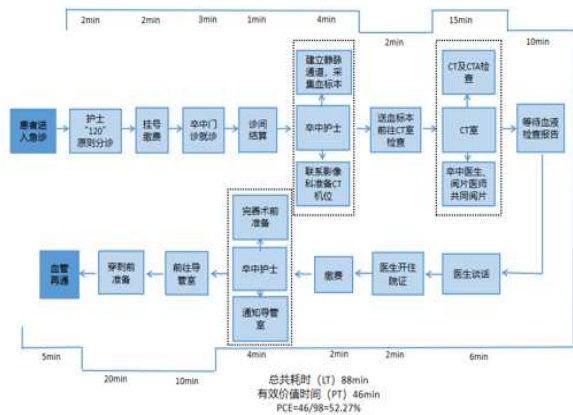 2min
2min
3min
1min
4min
2min
15min
10min
建立静脉
通道、采
集血标本
CT及CTA检
查
患者进
入急诊
护士
“120”
原则分诊
挂号
缴费
卒中门
诊就诊
诊间
结算
卒中护士
送血标本
前往CT室
检查
CT室
等待血液
检查报告
联系影像
科准备CT
机位
卒中医生、
阅片医师
共同阅片
完善术前
准备
血管
再通
穿刺前
准备
前往导
管室
卒中护士
缴费
医生开住
院证
医生谈话
通知导管
室
5min
20min
10min
4min
2min
2min
6min
总共耗时（LT）88min
有效价值时间（PT）46min
PCE=46/98=52.27%